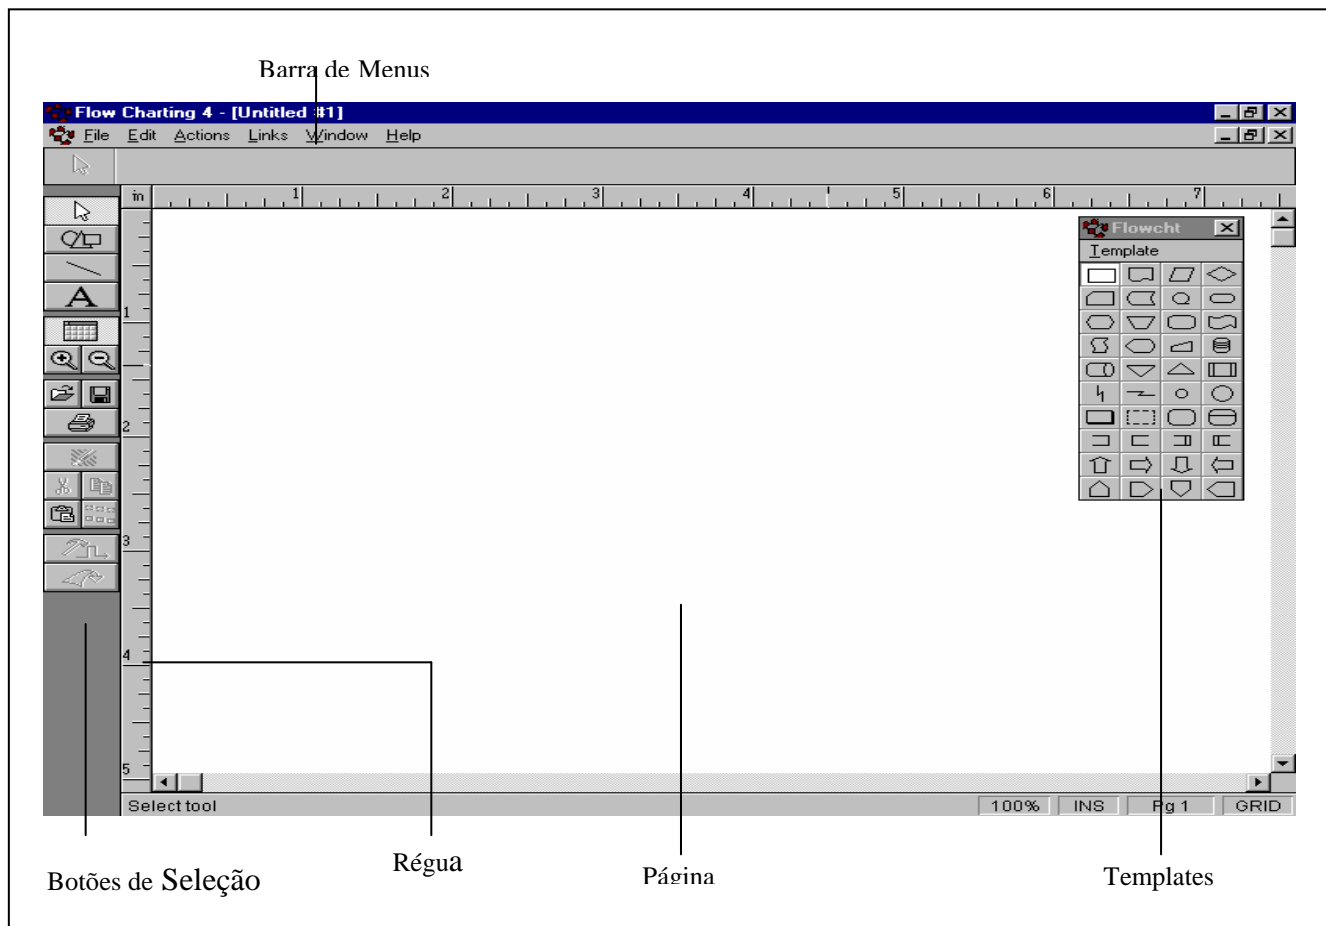 Barra de Menus
Flow Charting 4 - [Untitled #1]
File Edit Actions Links Window Help
in 1 2 3 4 5 6 7
Flowcht
Template
A
1
2
3
4
5
Select tool 100% INS Pg 1 GRID
Botões de Seleção Régua Página Templates